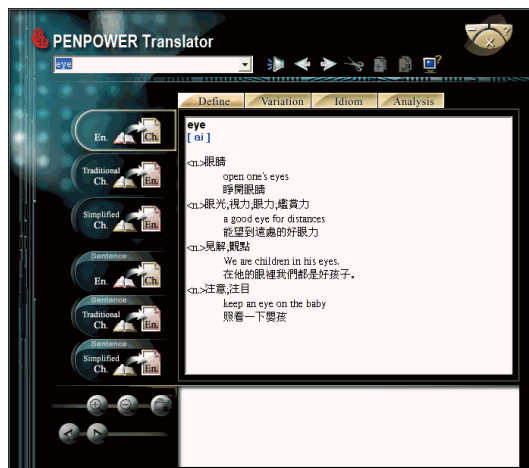 PENPOWER Translator
eye
Define Variation Idiom Analysis
En. Ch.
Traditional
Ch. En.
Simplified
Ch. En.
Sentence
En. Ch.
Sentence
Traditional
Ch. En.
Sentence
Simplified
Ch. En.
eye
[ ai ]
<n.>眼睛
open one's eyes
睜開眼睛
<n.>眼光;視力;眼力;鑑賞力
a good eye for distances
能望到遠處的好眼力
<n.>見解;觀點
We are children in his eyes.
在他的眼裡我們都是好孩子。
<n.>注意;注目
keep an eye on the baby
照看一下嬰孩